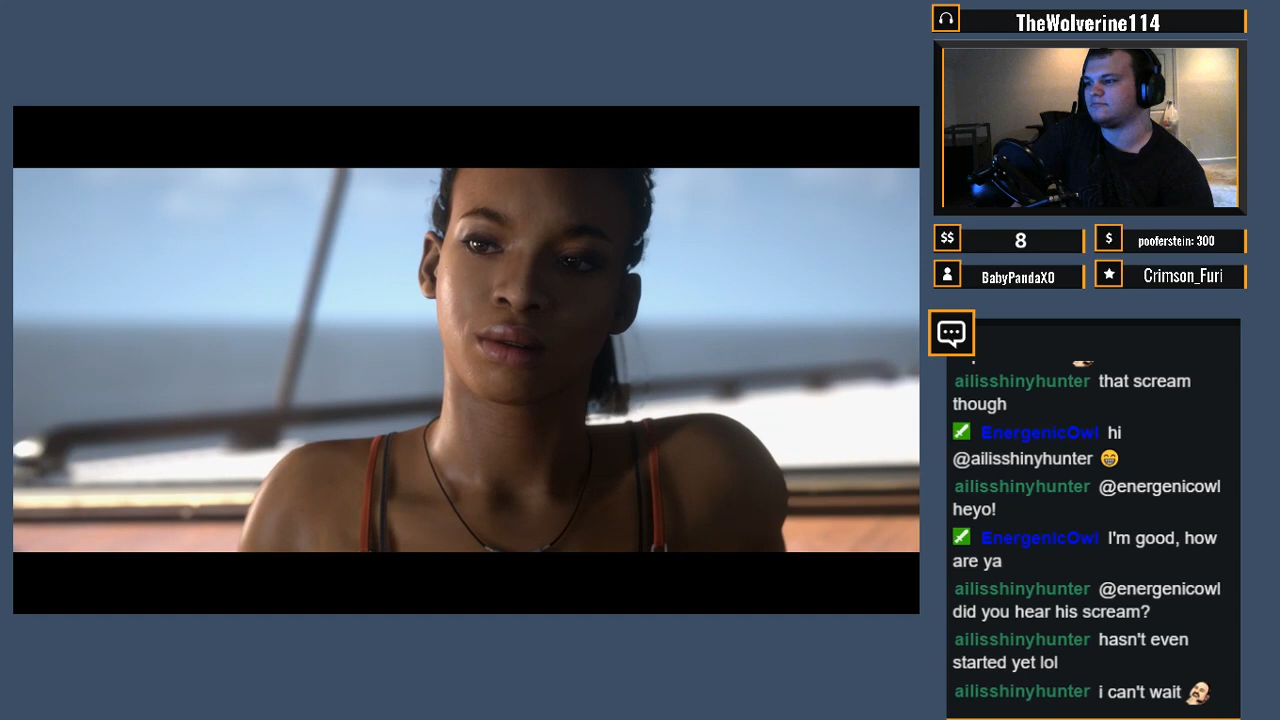 TheWolverine114
$$ 8
$ pooferstein: 300
BabyPandaXO
Crimson_Furi
ailisshinyhunter that scream
though
EnergenicOwl hi
@ailisshinyhunter 😁
ailisshinyhunter @energenicowl
heyo!
EnergenicOwl I'm good, how
are ya
ailisshinyhunter @energenicowl
did you hear his scream?
ailisshinyhunter hasn't even
started yet lol
ailisshinyhunter i can't wait